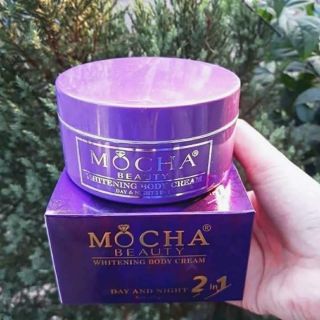 MOCHA®
BEAUTY
WHITENING BODY CREAM
DAY & NIGHT
MOCHA®
BEAUTY
WHITENING BODY CREAM
DAY AND NIGHT 2 in 1